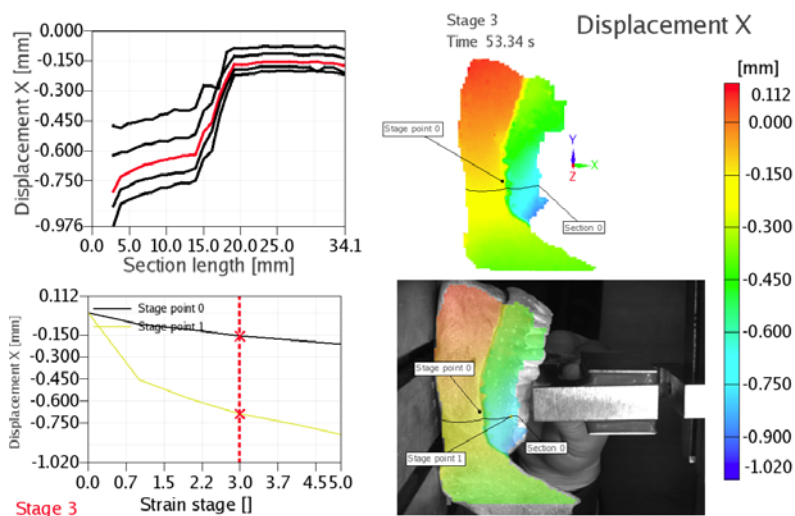 Stage 3
Time 53.34 s
Displacement X
Displacement X [mm]
0.000
-0.150
-0.300
-0.450
-0.600
-0.750
-0.976
0.0 5.0 10.0 15.0 20.0 25.0 34.1
Section length [mm]
Stage point 0
Y
X
Z
Section 0
[mm]
0.112
0.000
-0.150
-0.300
-0.450
-0.600
-0.750
-0.900
-1.020
Displacement X [mm]
0.112
-0.150
-0.300
-0.450
-0.600
-0.750
-1.020
Stage point 0
Stage point 1
0.0 0.7 1.5 2.2 3.0 3.7 4.5 5.0
Strain stage []
Stage 3
Stage point 0
Stage point 1
Section 0